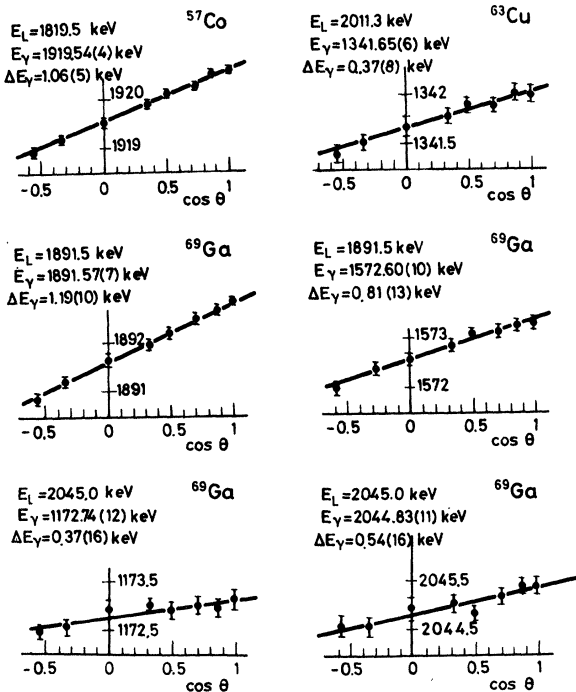 E_L=1819.5 keV
⁵⁷Co
E_γ=1919.54(4) keV
ΔE_γ=1.06(5) keV
1920
1919
-0.5 0 0.5 1
cos θ
E_L=2011.3 keV
⁶³Cu
E_γ=1341.65(6) keV
ΔE_γ=0.37(8) keV
1342
1341.5
-0.5 0 0.5 1
cos θ
E_L=1891.5 keV
⁶⁹Ga
E_γ=1891.57(7) keV
ΔE_γ=1.19(10) keV
1892
1891
-0.5 0 0.5 1
cos θ
E_L=1891.5 keV
⁶⁹Ga
E_γ=1572.60(10) keV
ΔE_γ=0.81 (13) keV
1573
1572
-0.5 0 0.5 1
cos θ
E_L=2045.0 keV
⁶⁹Ga
E_γ=1172.74 (12) keV
ΔE_γ=0.37(16) keV
1173.5
1172.5
-0.5 0 0.5 1
cos θ
E_L=2045.0 keV
⁶⁹Ga
E_γ=2044.83(11) keV
ΔE_γ=0.54(16) keV
2045.5
2044.5
-0.5 0 0.5 1
cos θ